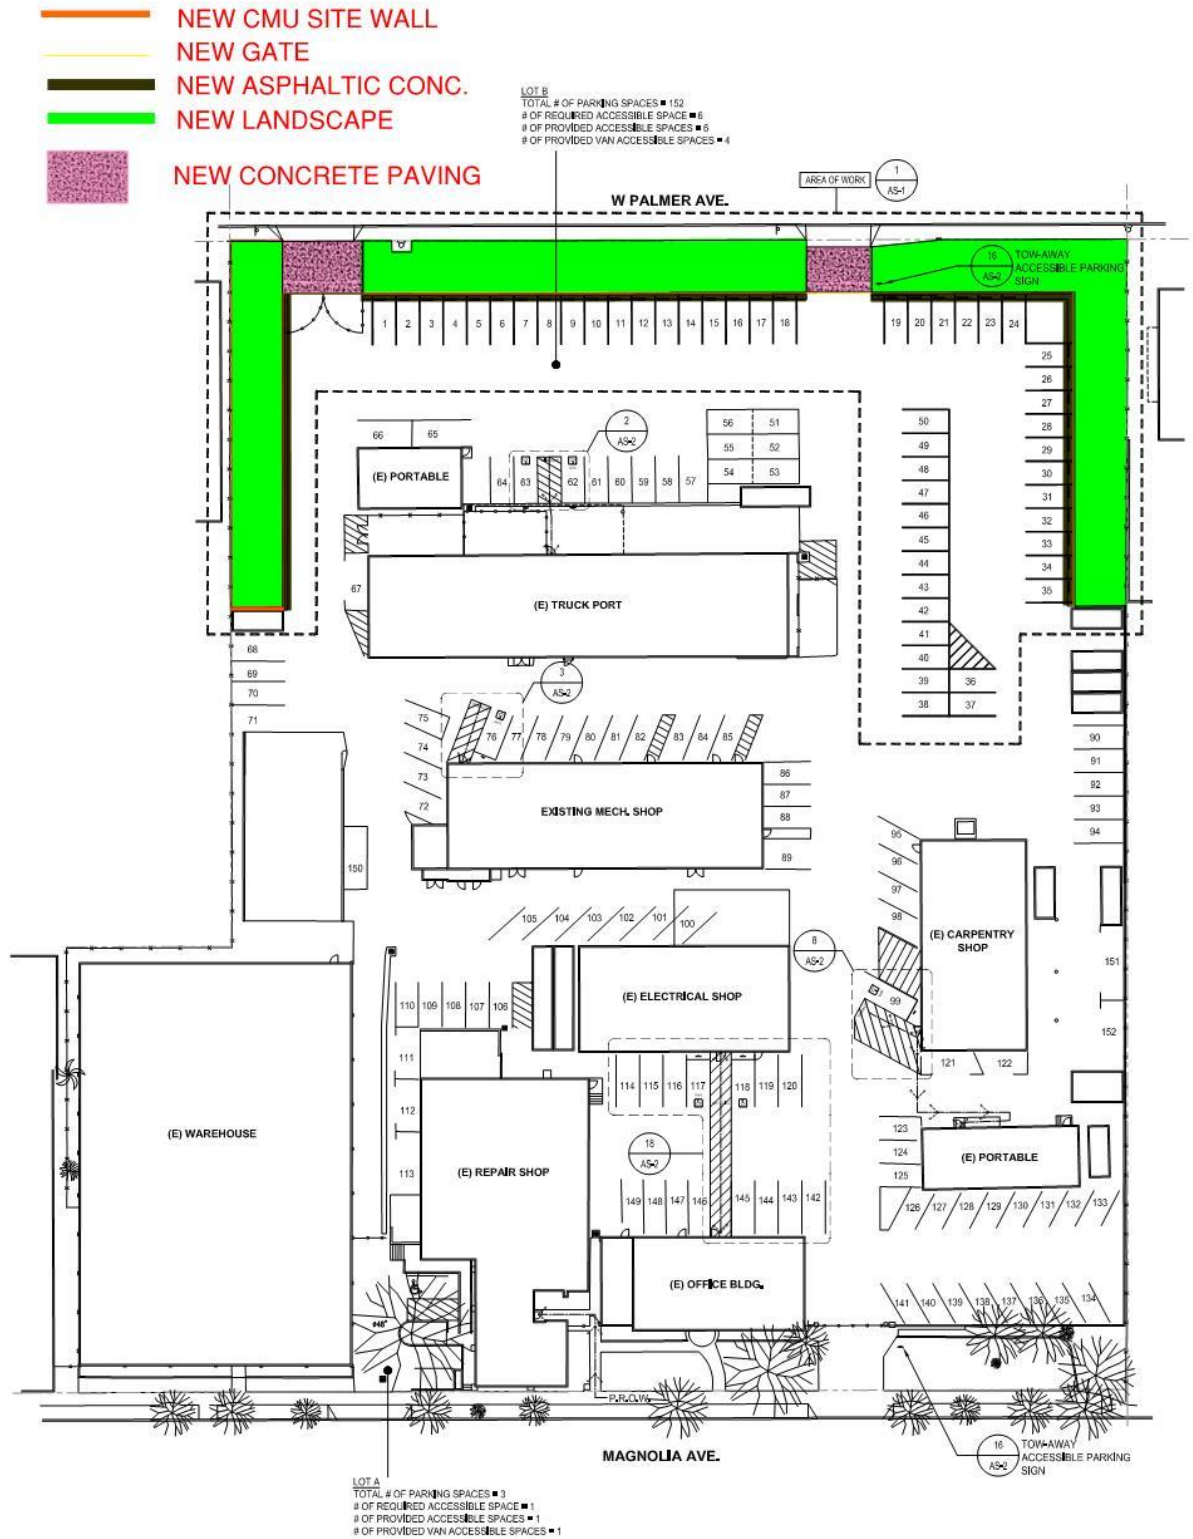 NEW CMU SITE WALL
NEW GATE
NEW ASPHALTIC CONC.
NEW LANDSCAPE
NEW CONCRETE PAVING
LOT B
TOTAL # OF PARKING SPACES = 152
# OF REQUIRED ACCESSIBLE SPACE = 6
# OF PROVIDED ACCESSIBLE SPACES = 6
# OF PROVIDED VAN ACCESSIBLE SPACES = 4
AREA OF WORK
1
AS-1
W PALMER AVE.
16
AS-2
TOW-AWAY
ACCESSIBLE PARKING
SIGN
1 2 3 4 5 6 7 8 9 10 11 12 13 14 15 16 17 18
19 20 21 22 23 24
25
26
27
28
29
30
31
32
33
34
35
50
49
48
47
46
45
44
43
42
41
40
39 36
38 37
56 51
55 52
54 53
2
AS-2
66 65
(E) PORTABLE
64 63 62 61 60 59 58 57
67
(E) TRUCK PORT
68
69
70
71
3
AS-2
75
74
73
72
76 77 78 79 80 81 82 83 84 85
EXISTING MECH. SHOP
86
87
88
89
90
91
92
93
94
150
95
96
97
98
99
(E) CARPENTRY
SHOP
151
152
8
AS-2
105 104 103 102 101 100
(E) ELECTRICAL SHOP
110 109 108 107 106
111
112
113
114 115 116 117 118 119 120
121 122
(E) WAREHOUSE
(E) REPAIR SHOP
18
AS-2
123
124
125
(E) PORTABLE
149 148 147 146 145 144 143 142
126 127 128 129 130 131 132 133
(E) OFFICE BLDG.
141 140 139 138 137 136 135 134
P.R.O.W.
MAGNOLIA AVE.
16
AS-2
TOW-AWAY
ACCESSIBLE PARKING
SIGN
LOT A
TOTAL # OF PARKING SPACES = 3
# OF REQUIRED ACCESSIBLE SPACE = 1
# OF PROVIDED ACCESSIBLE SPACES = 1
# OF PROVIDED VAN ACCESSIBLE SPACES = 1